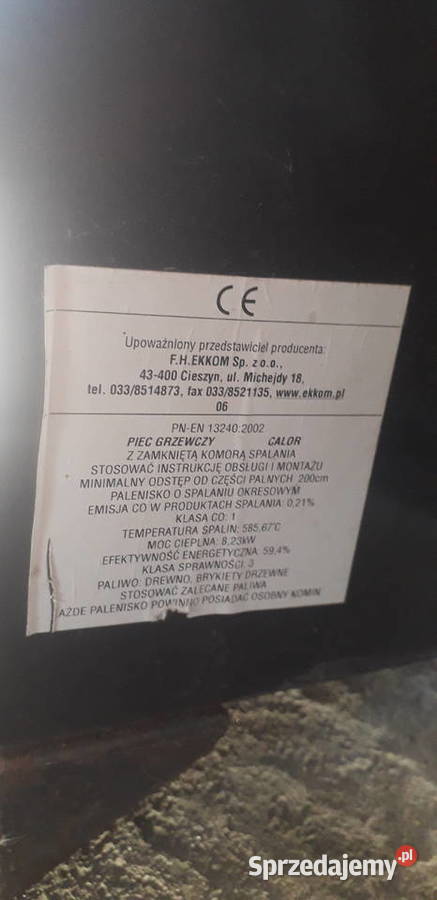 CE
Upoważniony przedstawiciel producenta:
F.H.EKKOM Sp. z o.o.,
43-400 Cieszyn, ul. Michejdy 18,
tel. 033/8514873, fax 033/8521135, www.ekkom.pl
06
PN-EN 13240:2002
PIEC GRZEWCZY CALOR
Z ZAMKNIĘTĄ KOMORĄ SPALANIA
STOSOWAĆ INSTRUKCJĘ OBSŁUGI I MONTAŻU
MINIMALNY ODSTĘP OD CZĘŚCI PALNYCH: 200cm
PALENISKO O SPALANIU OKRESOWYM
EMISJA CO W PRODUKTACH SPALANIA: 0,21%
KLASA CO: 1
TEMPERATURA SPALIN: 585,67°C
MOC CIEPLNA: 8,23kW
EFEKTYWNOŚĆ ENERGETYCZNA: 59,4%
KLASA SPRAWNOŚCI: 3
PALIWO: DREWNO, BRYKIETY DRZEWNE
STOSOWAĆ ZALECANE PALIWA
AŻDE PALENISKO POWINNO POSIADAĆ OSOBNY KOMIN
Sprzedajemy.pl